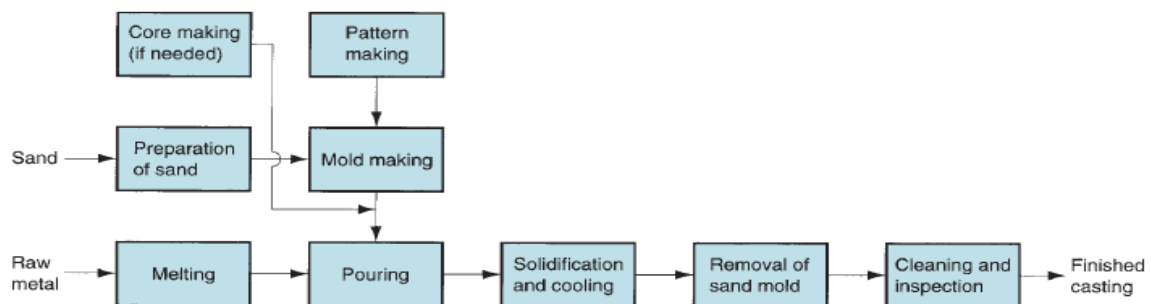 Core making
(if needed)
Pattern
making
Sand
Preparation
of sand
Mold making
Raw
metal
Melting
Pouring
Solidification
and cooling
Removal of
sand mold
Cleaning and
inspection
Finished
casting